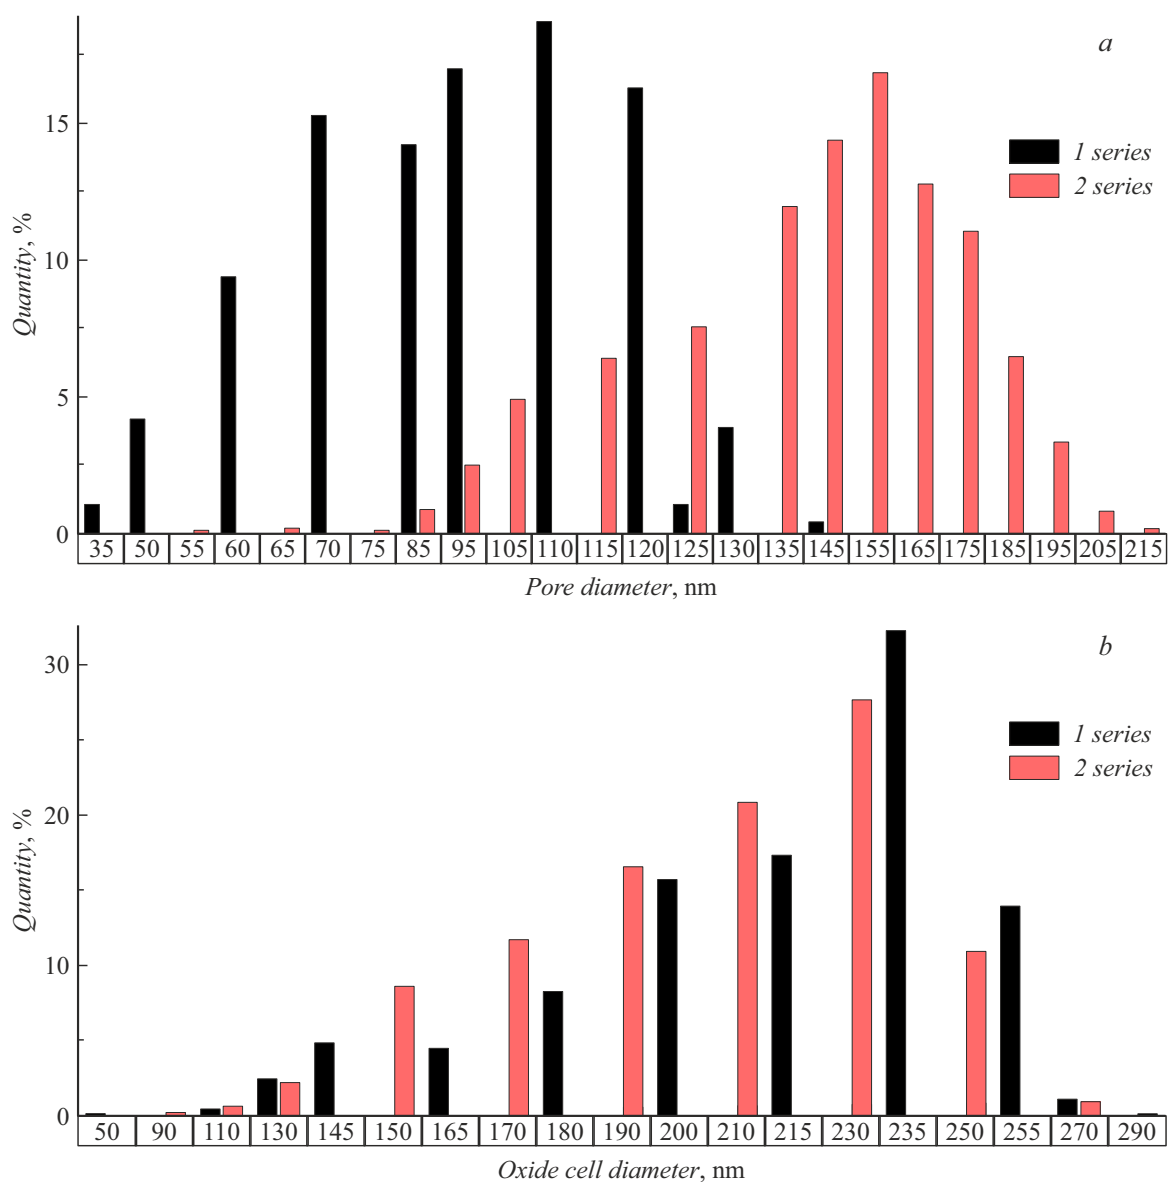 a
15
10
5
0
Quantity, %
1 series
2 series
35 50 55 60 65 70 75 85 95 105 110 115 120 125 130 135 145 155 165 175 185 195 205 215
Pore diameter, nm
b
30
20
10
0
Quantity, %
1 series
2 series
50 90 110 130 145 150 165 170 180 190 200 210 215 230 235 250 255 270 290
Oxide cell diameter, nm